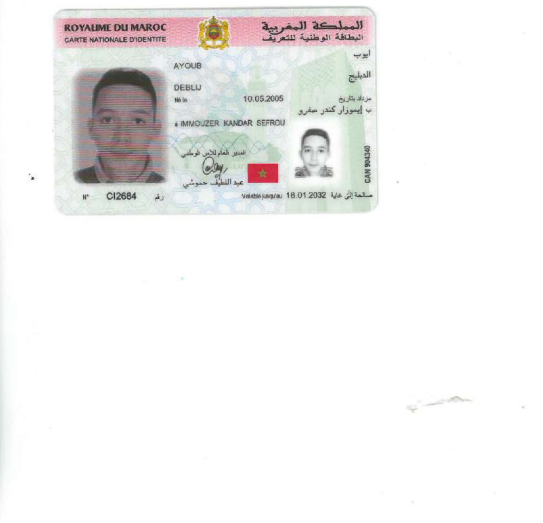 ROYAUME DU MAROC
المملكة المغربية
CARTE NATIONALE D'IDENTITE
البطاقة الوطنية للتعريف
ايوب
AYOUB
الدبليج
DEBLIJ
Né le 10.05.2005 مزداد بتاريخ
ب إيموزار كندر صفرو
à IMMOUZER KANDAR SEFROU
المدير العام للأمن الوطني
عبد اللطيف حموشي
CAN 904340
N° CI2684 رقم
Valable jusqu'au 18.01.2032 صالحة إلى غاية